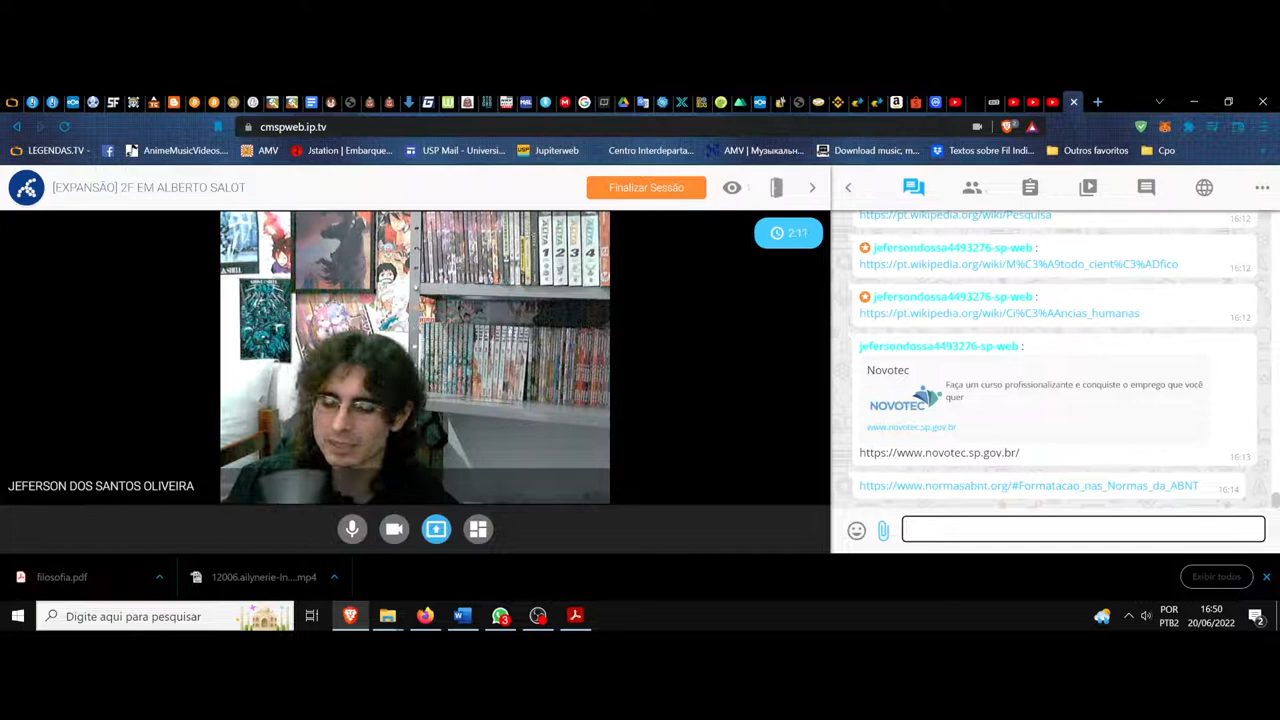 cmspweb.ip.tv
LEGENDAS.TV
AnimeMusicVideos...
AMV
Jstation | Embarque...
USP Mail - Universi...
Jupiterweb
Centro Interdeparta...
AMV | Музыкальн...
Download music, m...
Textos sobre Fil Indi...
Outros favoritos
Cpo
[EXPANSÃO] 2F EM ALBERTO SALOT
Finalizar Sessão
2:11
https://pt.wikipedia.org/wiki/Pesquisa
16:12
jefersondossa4493276-sp-web :
https://pt.wikipedia.org/wiki/M%C3%A9todo_cient%C3%ADfico
16:12
jefersondossa4493276-sp-web :
https://pt.wikipedia.org/wiki/Ci%C3%AAncias_humanas
16:12
jefersondossa4493276-sp-web :
Novotec
Faça um curso profissionalizante e conquiste o emprego que você
quer
NOVOTEC
www.novotec.sp.gov.br
https://www.novotec.sp.gov.br/
16:13
https://www.normasabnt.org/#Formatacao_nas_Normas_da_ABNT
16:14
JEFERSON DOS SANTOS OLIVEIRA
filosofia.pdf
12006.ailynerie-In....mp4
Exibir todos
Digite aqui para pesquisar
3
POR
PTB2
16:50
20/06/2022
2